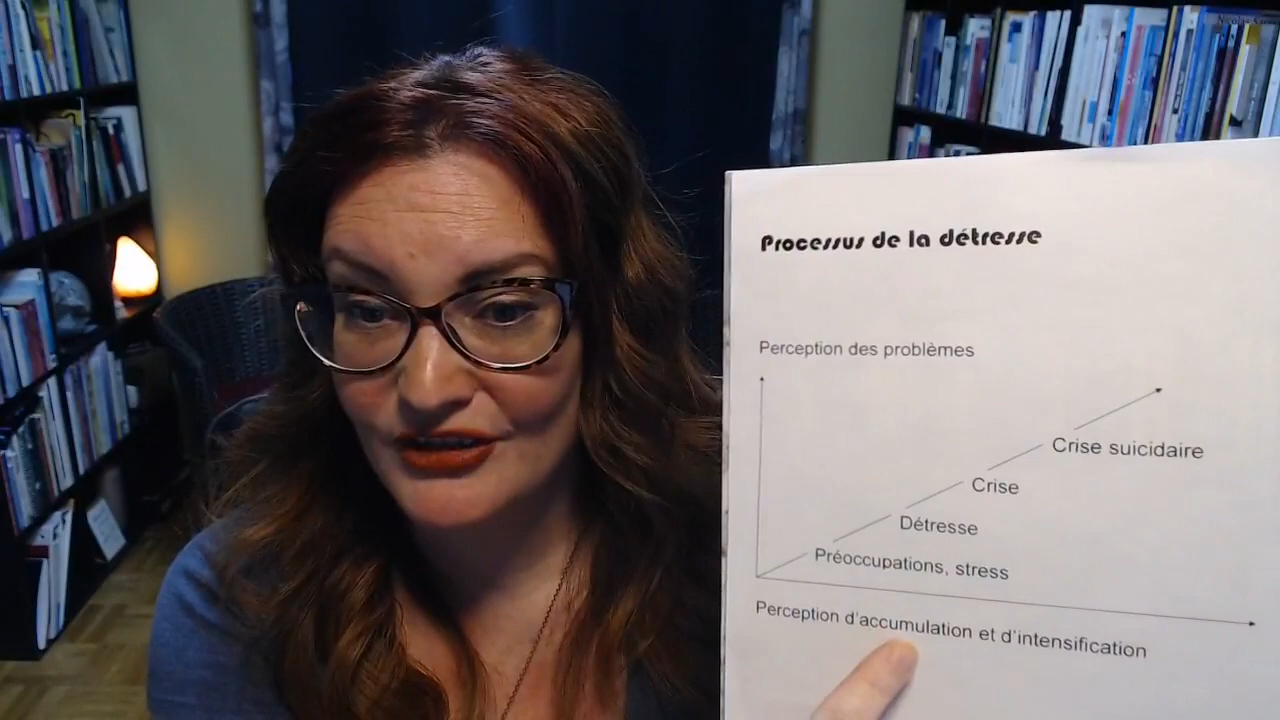 Processus de la détresse
Perception des problèmes
Crise suicidaire
Crise
Détresse
Préoccupations, stress
Perception d'accumulation et d'intensification